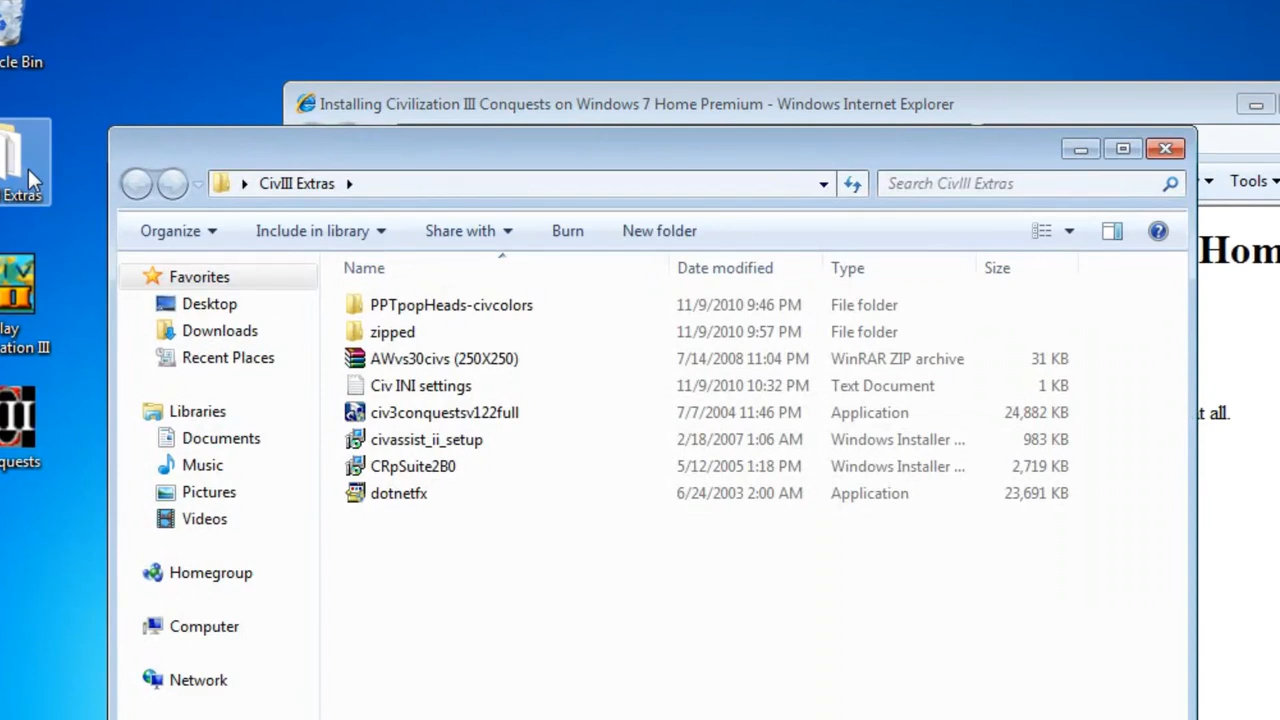 cle Bin
Installing Civilization III Conquests on Windows 7 Home Premium - Windows Internet Explorer
CivIII Extras
Search CivIII Extras
Tools
Extras
Organize
Include in library
Share with
Burn
New folder
Hom
Name Date modified Type Size
Favorites
Desktop
Downloads
Recent Places
Libraries
Documents
Music
Pictures
Videos
Homegroup
Computer
Network
PPTpopHeads-civcolors 11/9/2010 9:46 PM File folder
zipped 11/9/2010 9:57 PM File folder
AWvs30civs (250X250) 7/14/2008 11:04 PM WinRAR ZIP archive 31 KB
Civ INI settings 11/9/2010 10:32 PM Text Document 1 KB
civ3conquestsv122full 7/7/2004 11:46 PM Application 24,882 KB
civassist_ii_setup 2/18/2007 1:06 AM Windows Installer ... 983 KB
CRpSuite2B0 5/12/2005 1:18 PM Windows Installer ... 2,719 KB
dotnetfx 6/24/2003 2:00 AM Application 23,691 KB
lay
ation III
quests
t all.